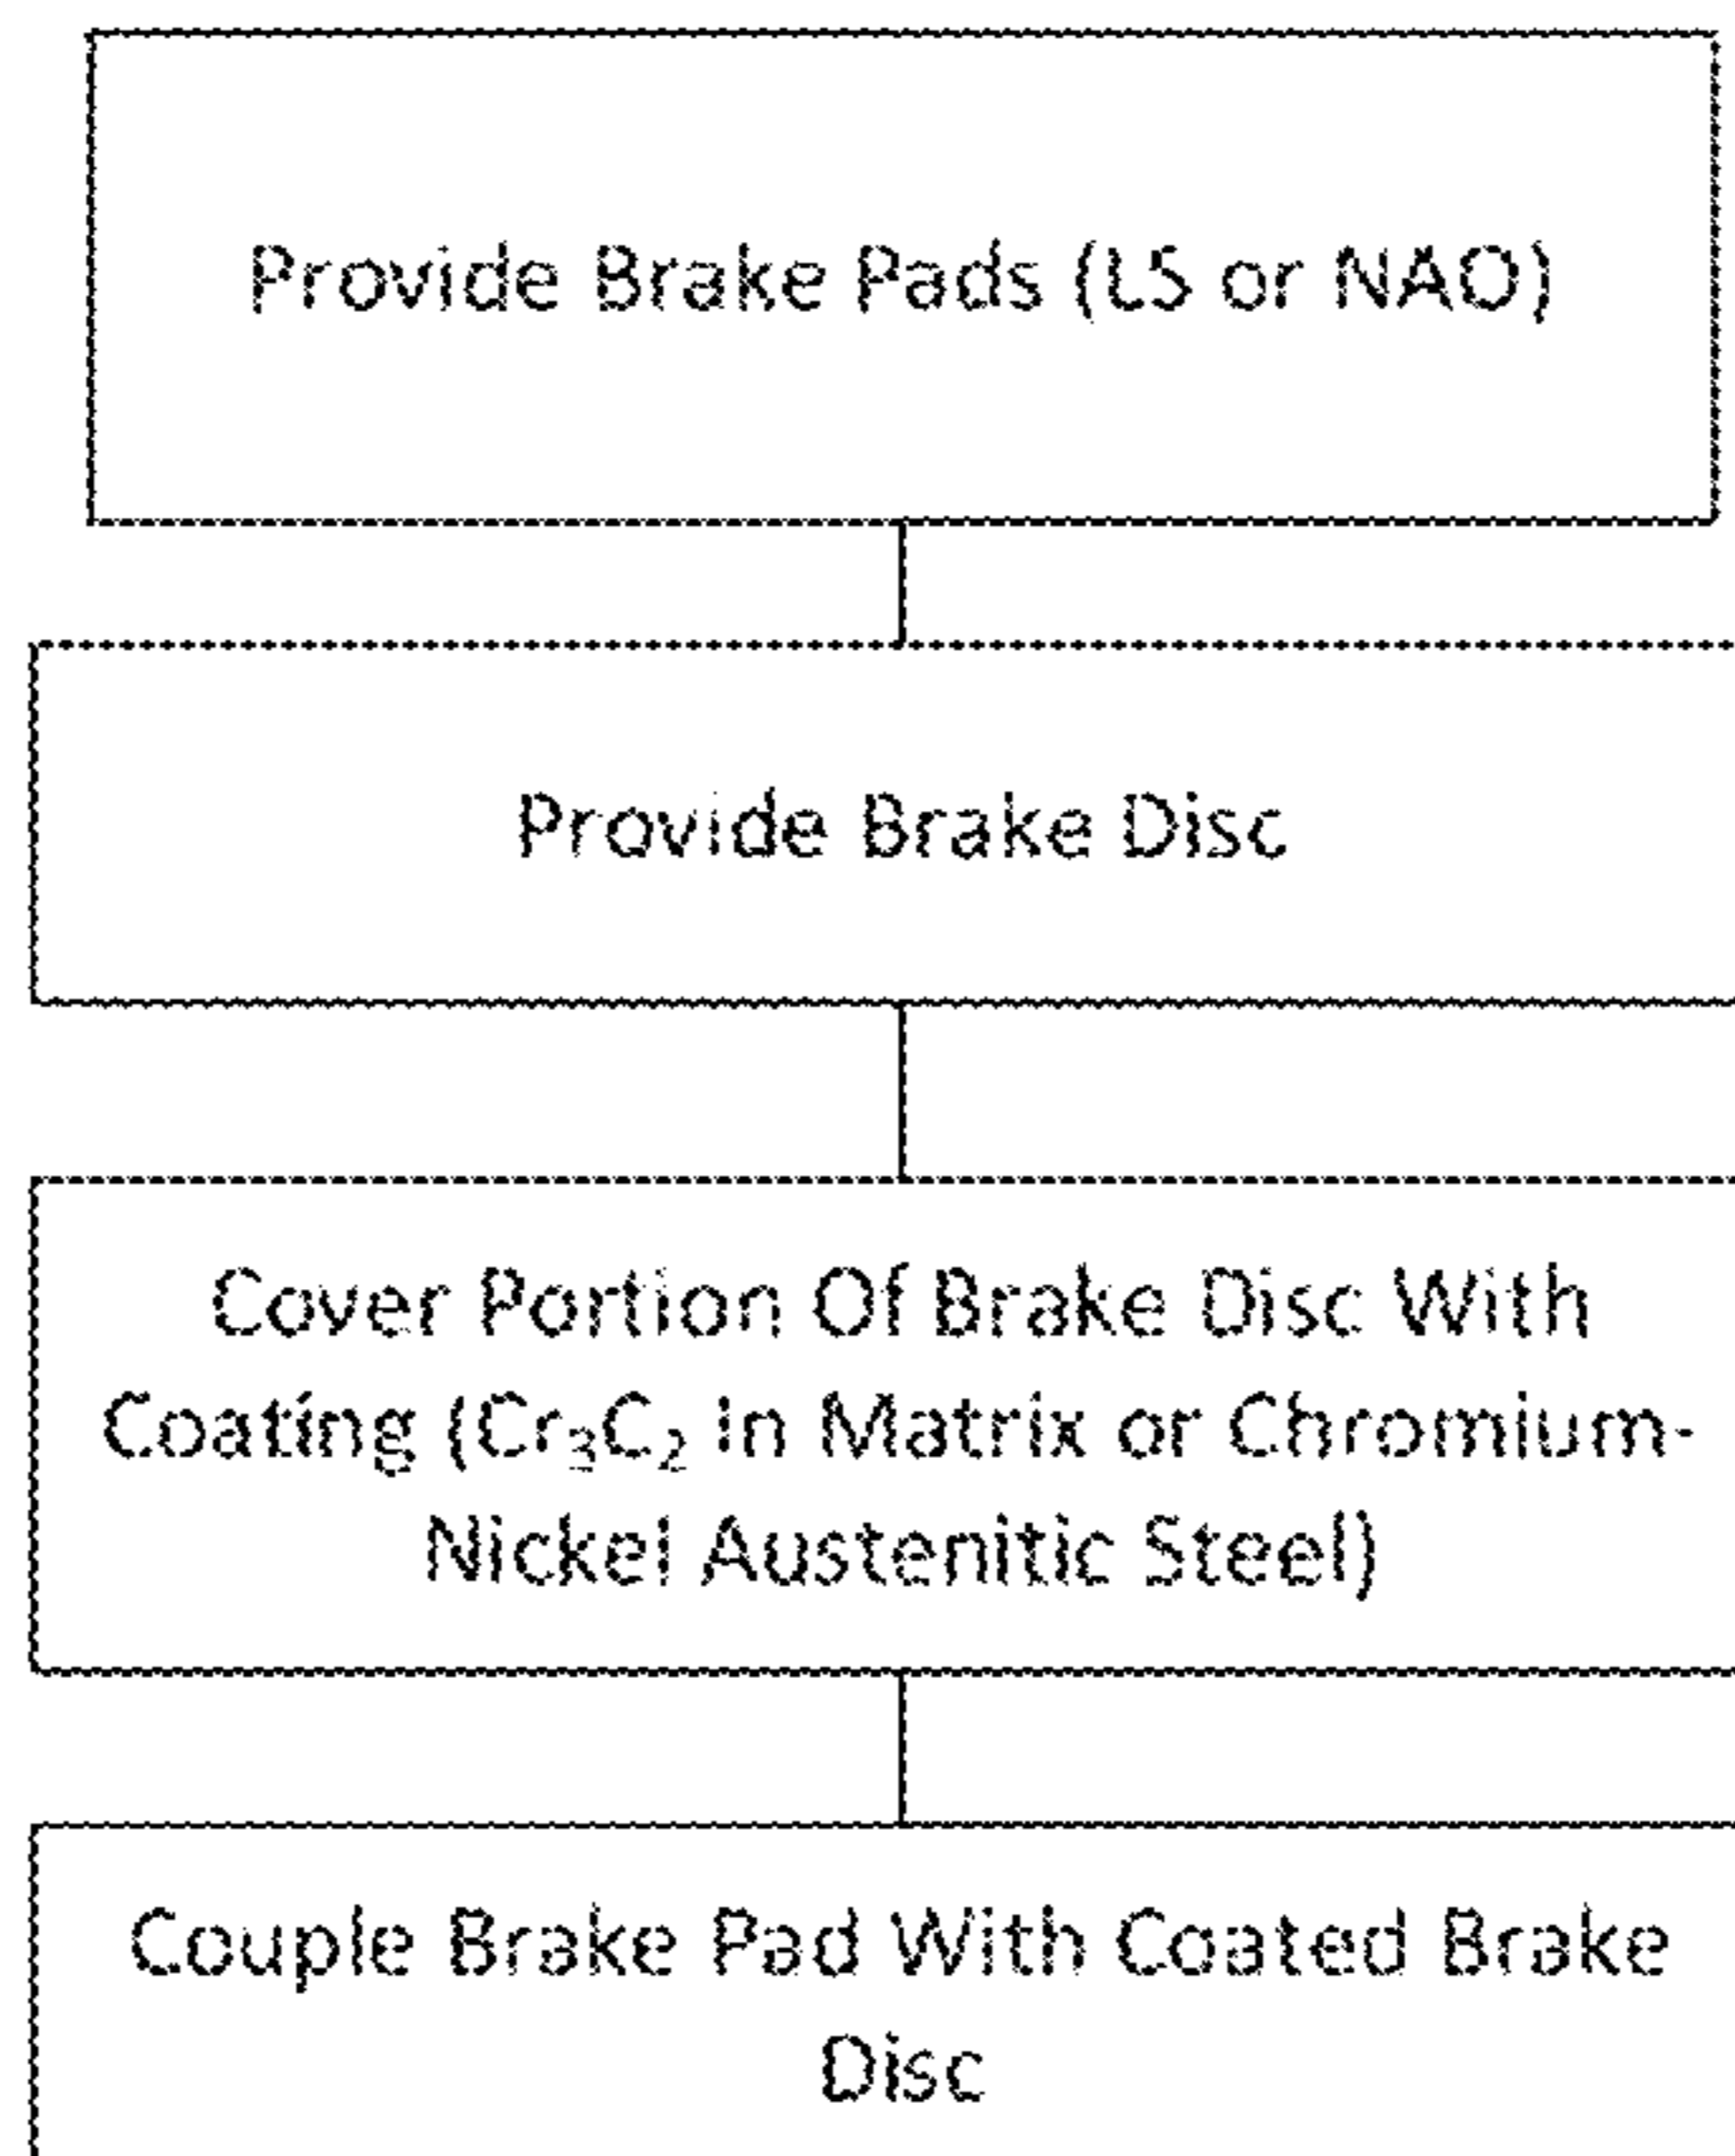 Provide Brake Pads (LS or NAO)
Provide Brake Disc
Cover Portion Of Brake Disc With
Coating (Cr₃C₂ In Matrix or Chromium-
Nickel Austenitic Steel)
Couple Brake Pad With Coated Brake
Disc